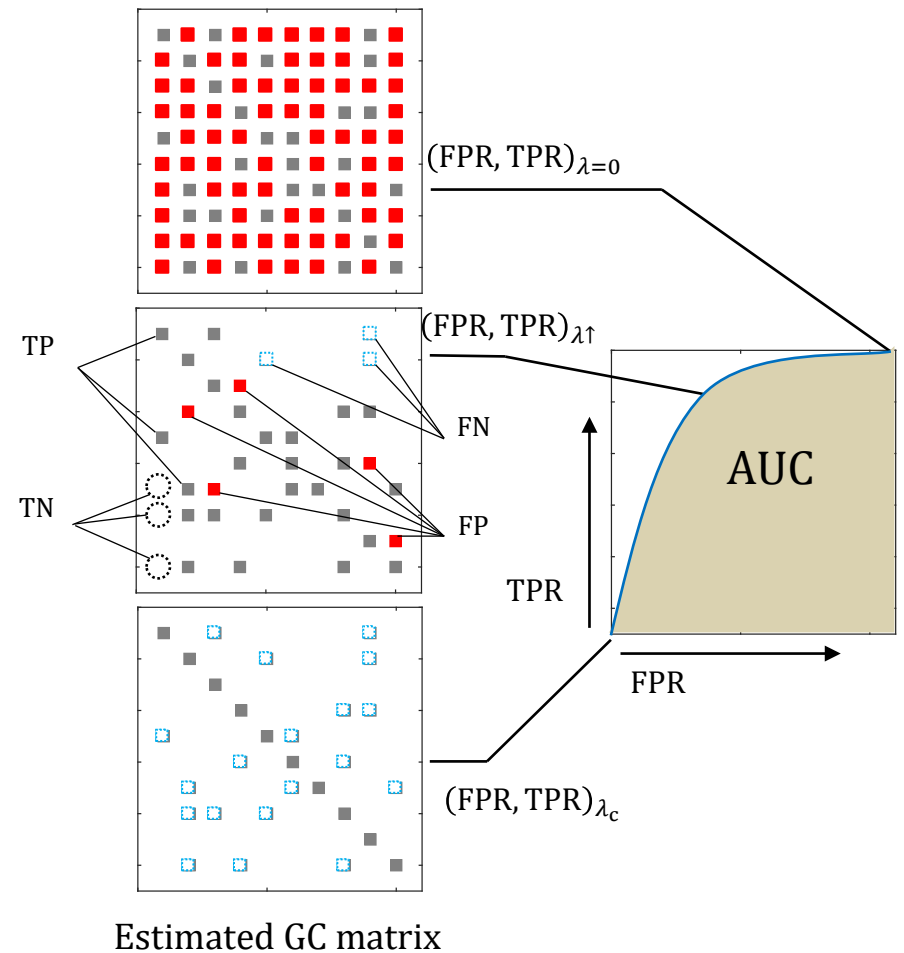 (FPR, TPR)λ=0
(FPR, TPR)λ↑
TP
FN
TN
FP
AUC
TPR
FPR
(FPR, TPR)λc
Estimated GC matrix